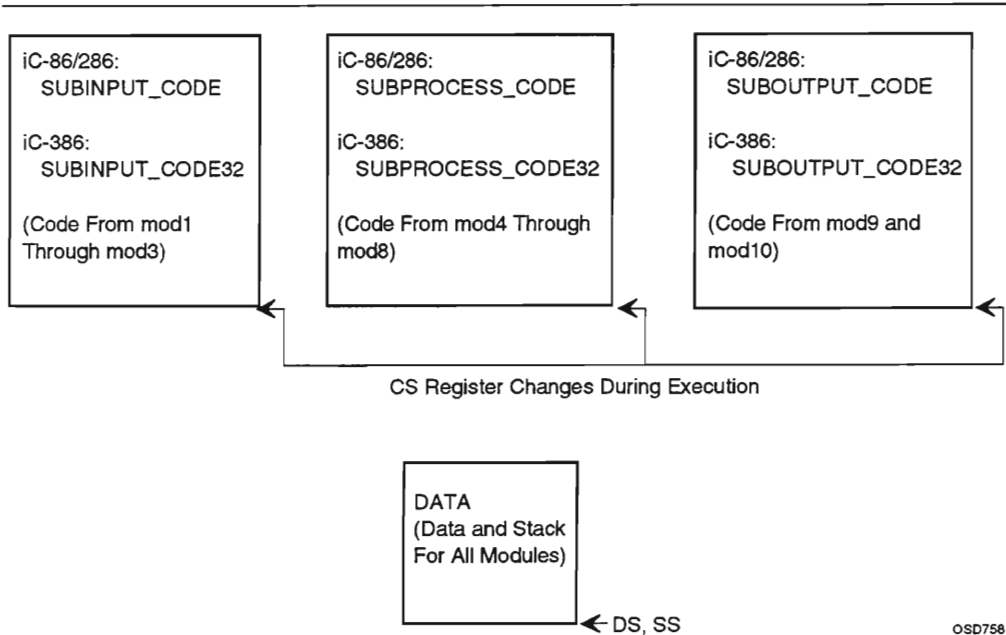 iC-86/286:
SUBINPUT_CODE
iC-386:
SUBINPUT_CODE32
(Code From mod1
Through mod3)
iC-86/286:
SUBPROCESS_CODE
iC-386:
SUBPROCESS_CODE32
(Code From mod4 Through
mod8)
iC-86/286:
SUBOUTPUT_CODE
iC-386:
SUBOUTPUT_CODE32
(Code From mod9 and
mod10)
CS Register Changes During Execution
DATA
(Data and Stack
For All Modules)
DS, SS
OSD758